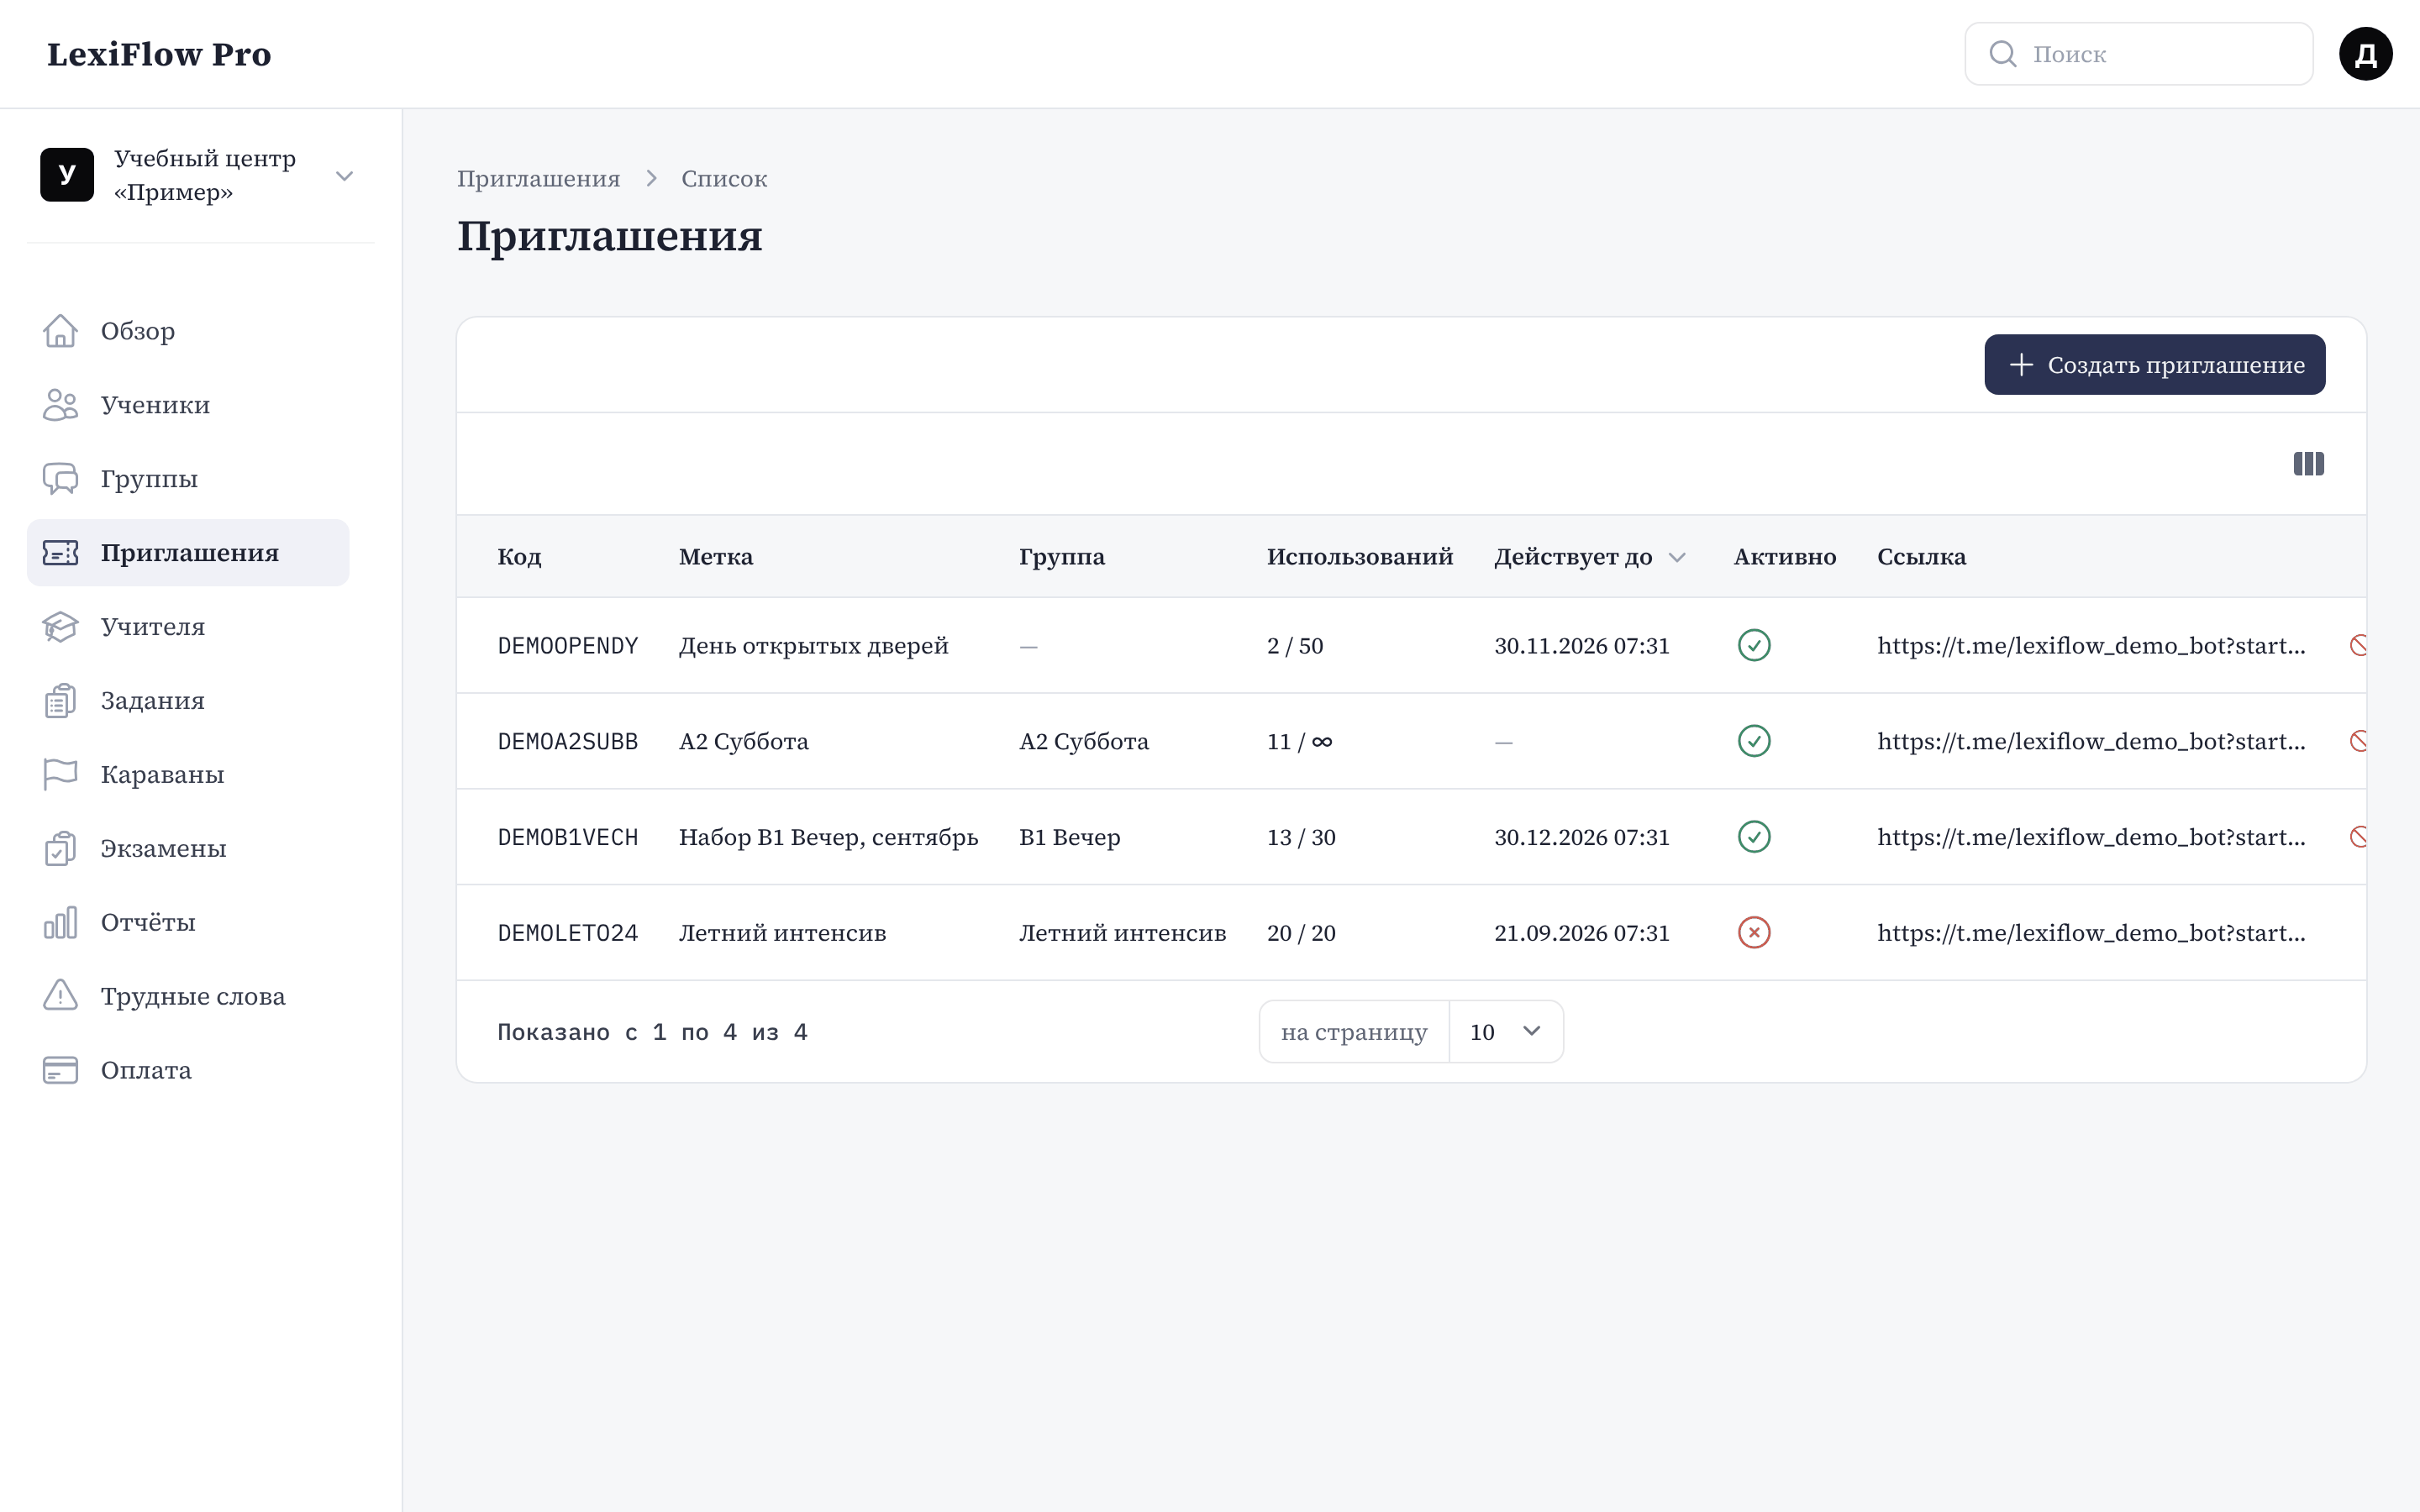 LexiFlow Pro
Поиск
Д
У
Учебный центр
«Пример»
Обзор
Ученики
Группы
Приглашения
Учителя
Задания
Караваны
Экзамены
Отчёты
Трудные слова
Оплата
Приглашения > Список
Приглашения
Создать приглашение
Код Метка Группа Использований Действует до Активно Ссылка
DEMOOPENDY День открытых дверей — 2 / 50 30.11.2026 07:31 https://t.me/lexiflow_demo_bot?start...
DEMOA2SUBB A2 Суббота A2 Суббота 11 / ∞ — https://t.me/lexiflow_demo_bot?start...
DEMOB1VECH Набор B1 Вечер, сентябрь B1 Вечер 13 / 30 30.12.2026 07:31 https://t.me/lexiflow_demo_bot?start...
DEMOLETO24 Летний интенсив Летний интенсив 20 / 20 21.09.2026 07:31 https://t.me/lexiflow_demo_bot?start...
Показано с 1 по 4 из 4
на страницу 10